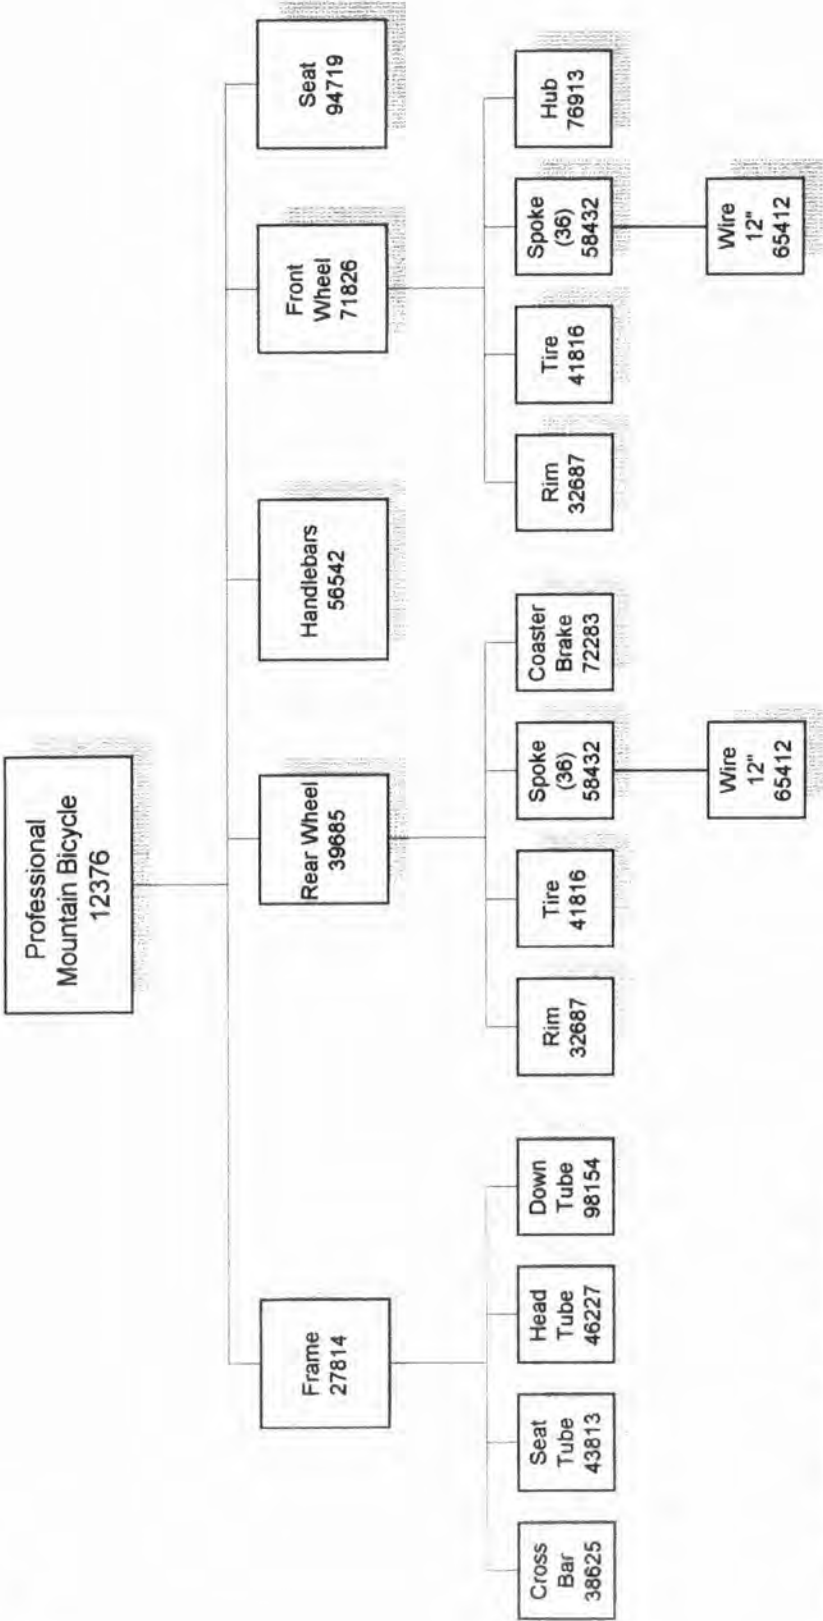 Professional
Mountain Bicycle
12376
Frame
27814
Rear Wheel
39685
Handlebars
56542
Front
Wheel
71826
Seat
94719
Cross
Bar
38625
Seat
Tube
43813
Head
Tube
46227
Down
Tube
98154
Rim
32687
Tire
41816
Spoke
(36)
58432
Coaster
Brake
72283
Rim
32687
Tire
41816
Spoke
(36)
58432
Hub
76913
Wire
12"
65412
Wire
12"
65412